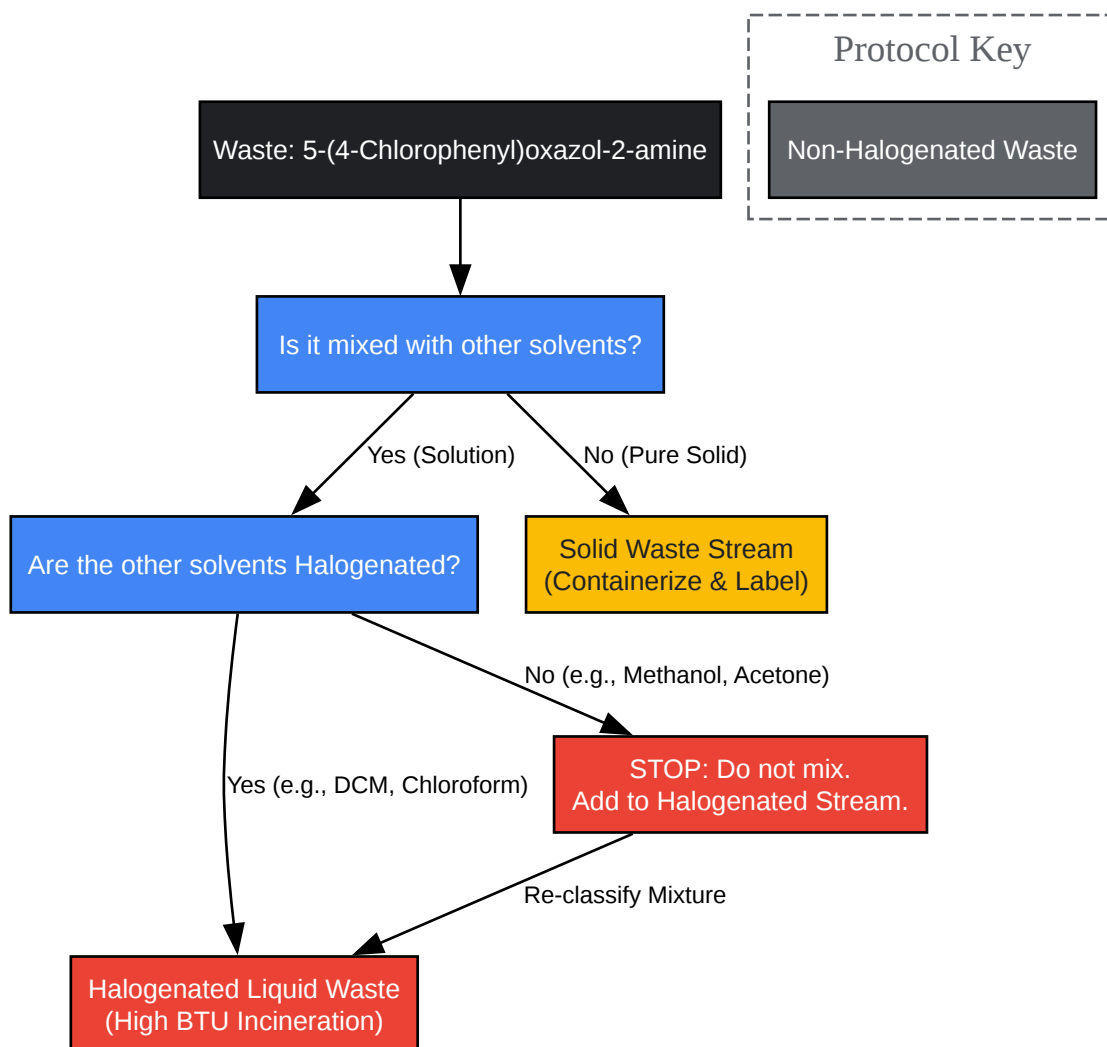 Protocol Key
Waste: 5-(4-Chlorophenyl)oxazol-2-amine
Non-Halogenated Waste
Is it mixed with other solvents?
Yes (Solution)
No (Pure Solid)
Are the other solvents Halogenated?
Solid Waste Stream
(Containerize & Label)
No (e.g., Methanol, Acetone)
Yes (e.g., DCM, Chloroform)
STOP: Do not mix.
Add to Halogenated Stream.
Re-classify Mixture
Halogenated Liquid Waste
(High BTU Incineration)